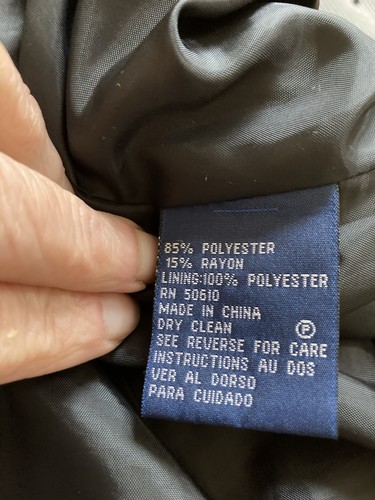 85% POLYESTER
15% RAYON
LINING:100% POLYESTER
RN 50610
MADE IN CHINA
DRY CLEAN Ⓟ
SEE REVERSE FOR CARE
INSTRUCTIONS AU DOS
VER AL DORSO
PARA CUIDADO